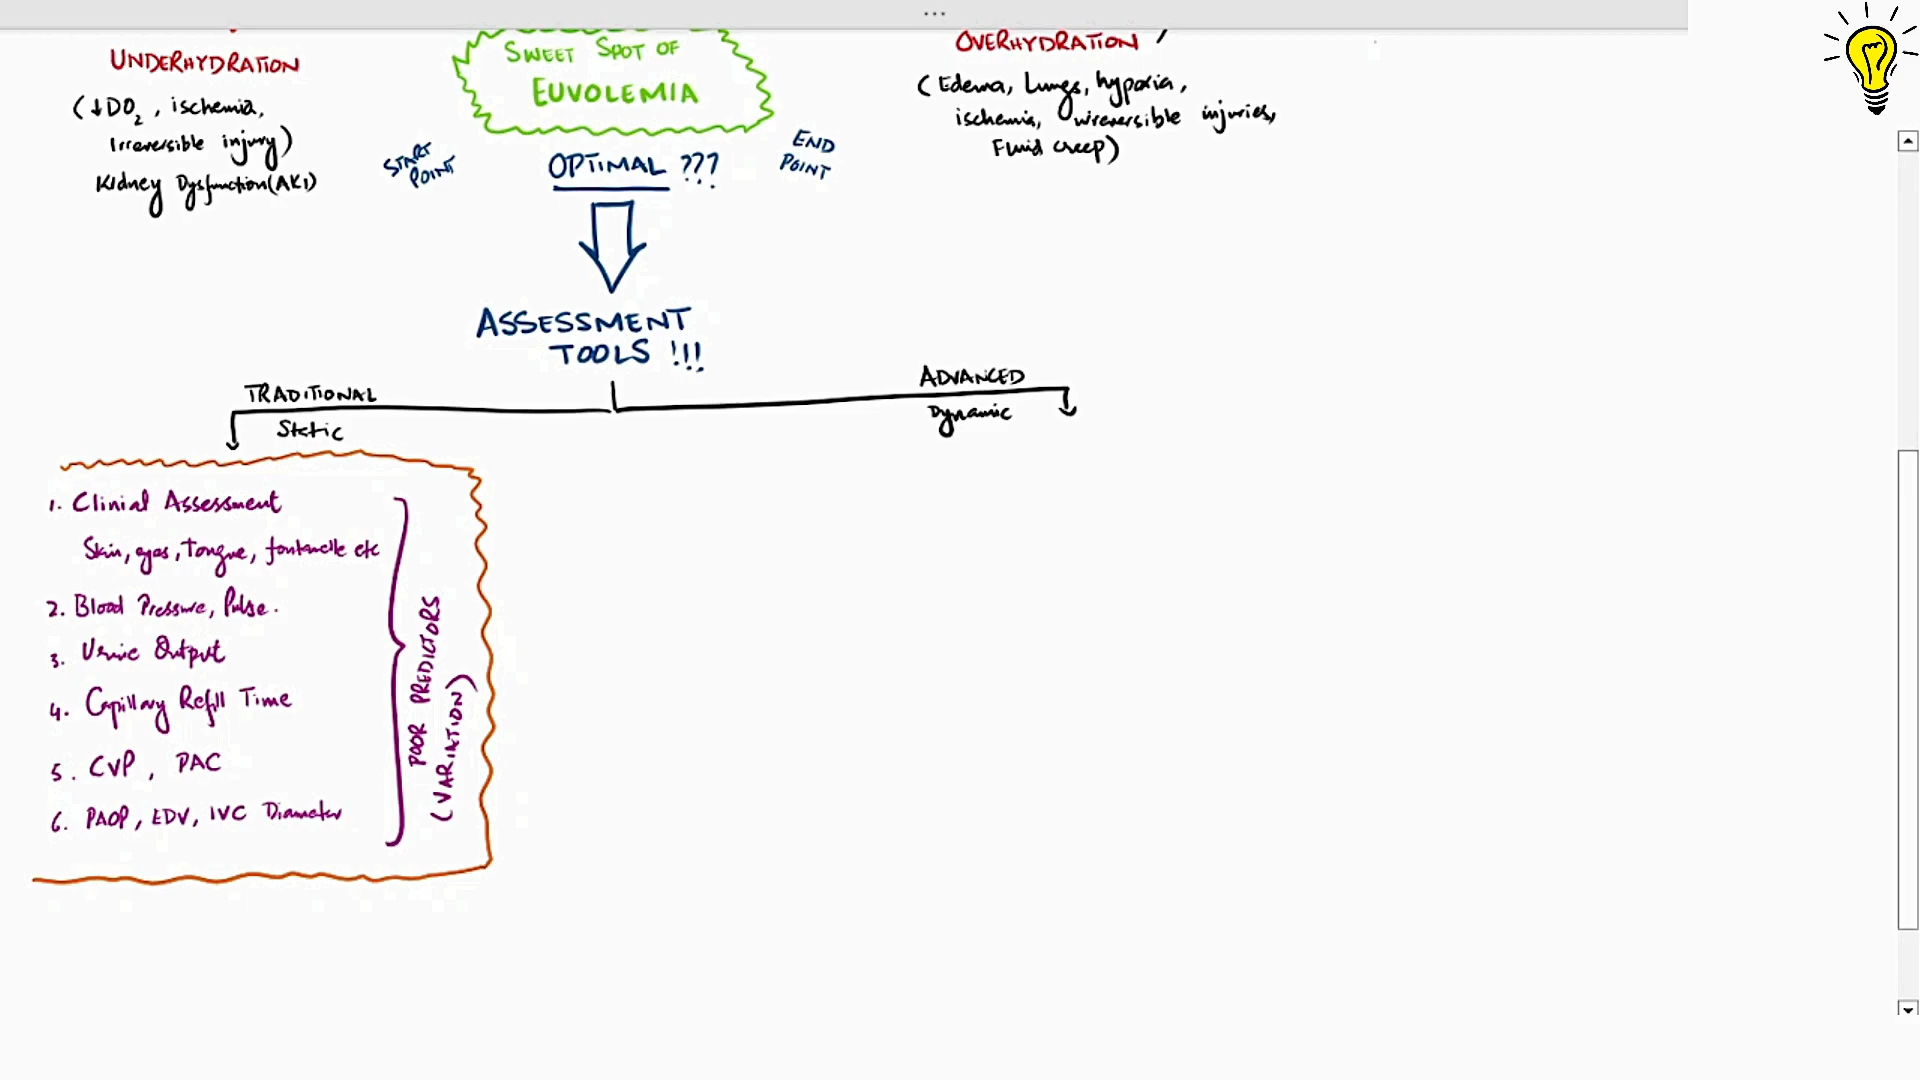 UNDERHYDRATION
(↓DO2, ischemia,
Irreversible injury)
Kidney Dysfunction(AKI)
SWEET SPOT OF
EUVOLEMIA
START
POINT
OPTIMAL ???
END
POINT
OVERHYDRATION
(Edema, Lungs, hypoxia,
ischemia, irreversible injuries,
Fluid creep)
ASSESSMENT
TOOLS !!!
TRADITIONAL
Static
ADVANCED
Dynamic
1. Clinial Assessment
Skin, eyes, Tongue, fontanelle etc
2. Blood Pressure, Pulse.
3. Urine Output
4. Capillary Refill Time
5. CVP, PAC
6. PAOP, EDV, IVC Diameter
POOR PREDICTORS
(VARIATION)